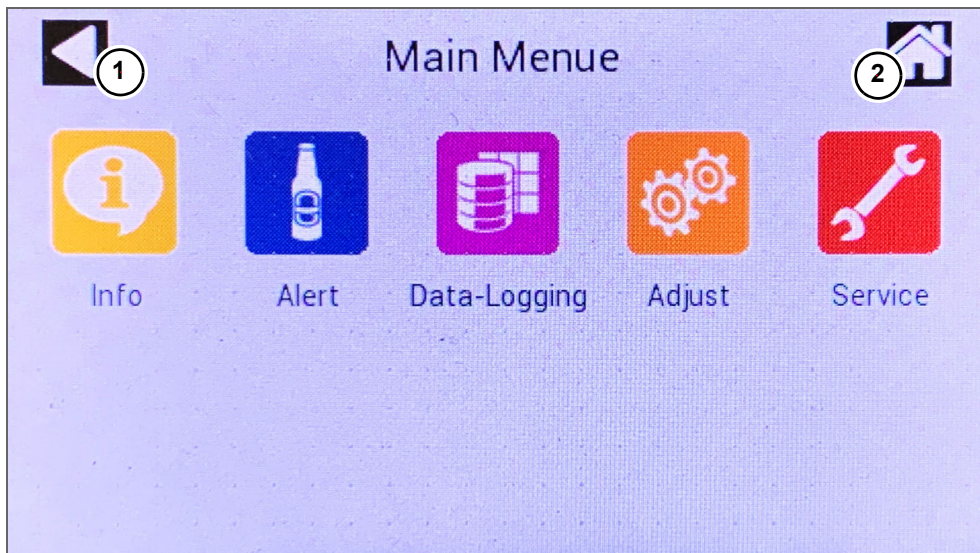 1
Main Menue
2
Info
Alert
Data-Logging
Adjust
Service